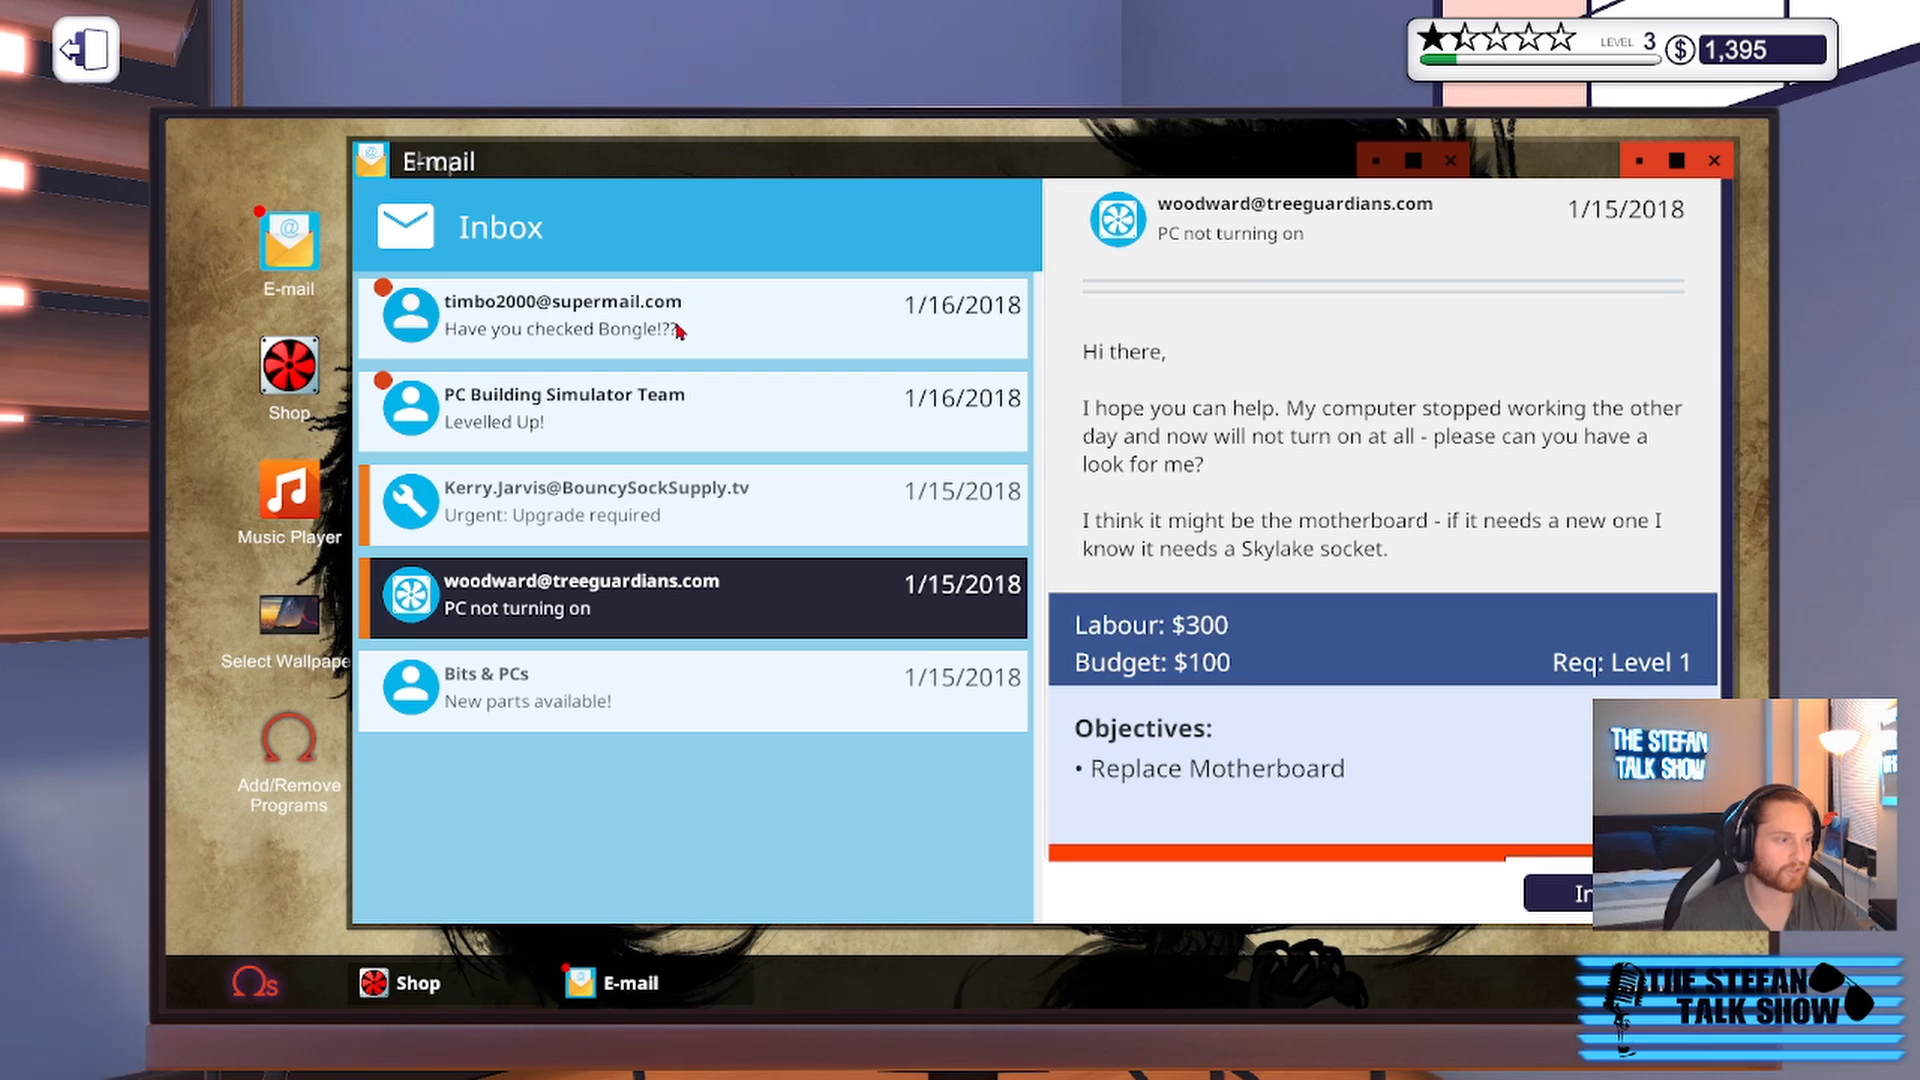 LEVEL 3
$ 1,395
E-mail
Inbox
timbo2000@supermail.com
1/16/2018
Have you checked Bongle!??
PC Building Simulator Team
1/16/2018
Levelled Up!
Kerry.Jarvis@BouncySockSupply.tv
1/15/2018
Urgent: Upgrade required
woodward@treeguardians.com
1/15/2018
PC not turning on
Bits & PCs
1/15/2018
New parts available!
woodward@treeguardians.com
1/15/2018
PC not turning on
Hi there,
I hope you can help. My computer stopped working the other
day and now will not turn on at all - please can you have a
look for me?
I think it might be the motherboard - if it needs a new one I
know it needs a Skylake socket.
Labour: $300
Budget: $100
Req: Level 1
Objectives:
• Replace Motherboard
E-mail
Shop
Music Player
Select Wallpape
Add/Remove
Programs
Ωs
Shop
E-mail
THE STEFAN
TALK SHOW
THE STEFAN
TALK SHOW